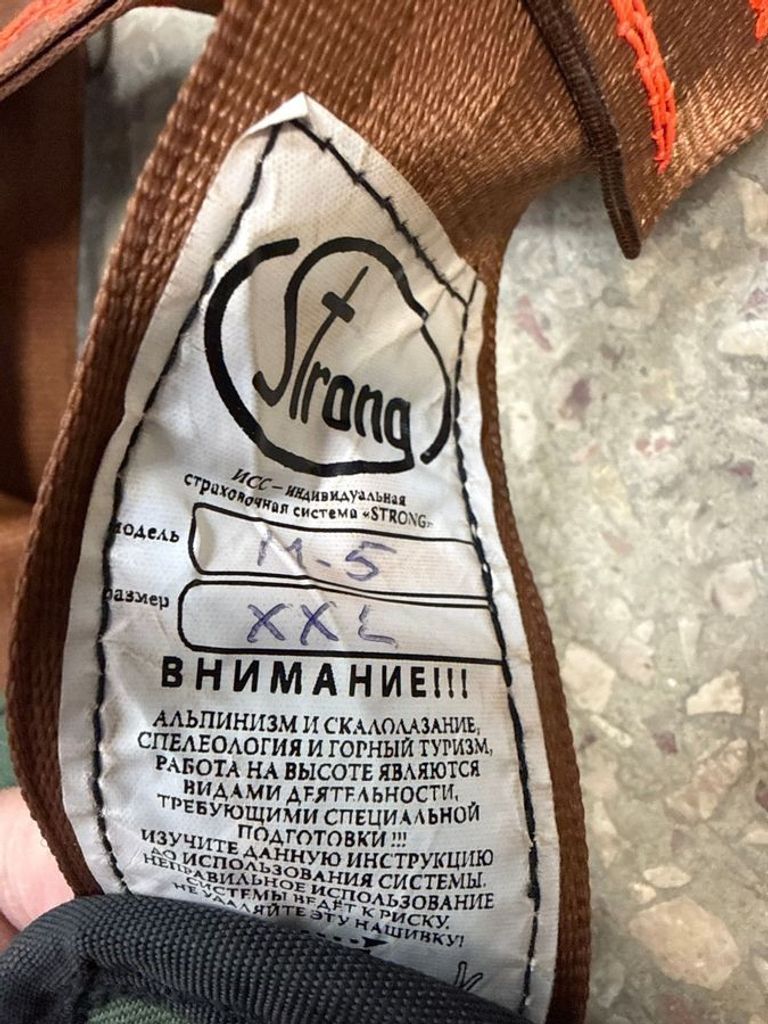 Strong
ИСС – индивидуальная
страховочная система «STRONG»
модель
М-5
размер
XXL
ВНИМАНИЕ!!!
АЛЬПИНИЗМ И СКАЛОЛАЗАНИЕ,
СПЕЛЕОЛОГИЯ И ГОРНЫЙ ТУРИЗМ,
РАБОТА НА ВЫСОТЕ ЯВЛЯЮТСЯ
ВИДАМИ ДЕЯТЕЛЬНОСТИ,
ТРЕБУЮЩИМИ СПЕЦИАЛЬНОЙ
ПОДГОТОВКИ !!!
ИЗУЧИТЕ ДАННУЮ ИНСТРУКЦИЮ
ДО ИСПОЛЬЗОВАНИЯ СИСТЕМЫ.
НЕПРАВИЛЬНОЕ ИСПОЛЬЗОВАНИЕ
СИСТЕМЫ ВЕДЕТ К РИСКУ.
НЕ УДАЛЯЙТЕ ЭТУ НАШИВКУ!